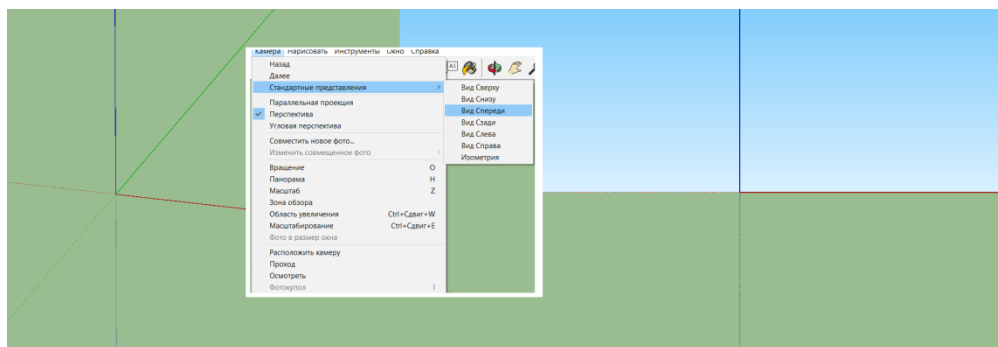 Камера Нарисовать Инструменты Окно Справка
Назад
Далее
Стандартные представления
Параллельная проекция
Перспектива
Угловая перспектива
Совместить новое фото...
Изменить совмещенное фото
Вращение O
Панорама H
Масштаб Z
Зона обзора
Область увеличения Ctrl+Сдвиг+W
Масштабирование Ctrl+Сдвиг+E
Фото в размер окна
Расположить камеру
Проход
Осмотреть
Фотокупол I
A1
Вид Сверху
Вид Снизу
Вид Спереди
Вид Сзади
Вид Слева
Вид Справа
Изометрия